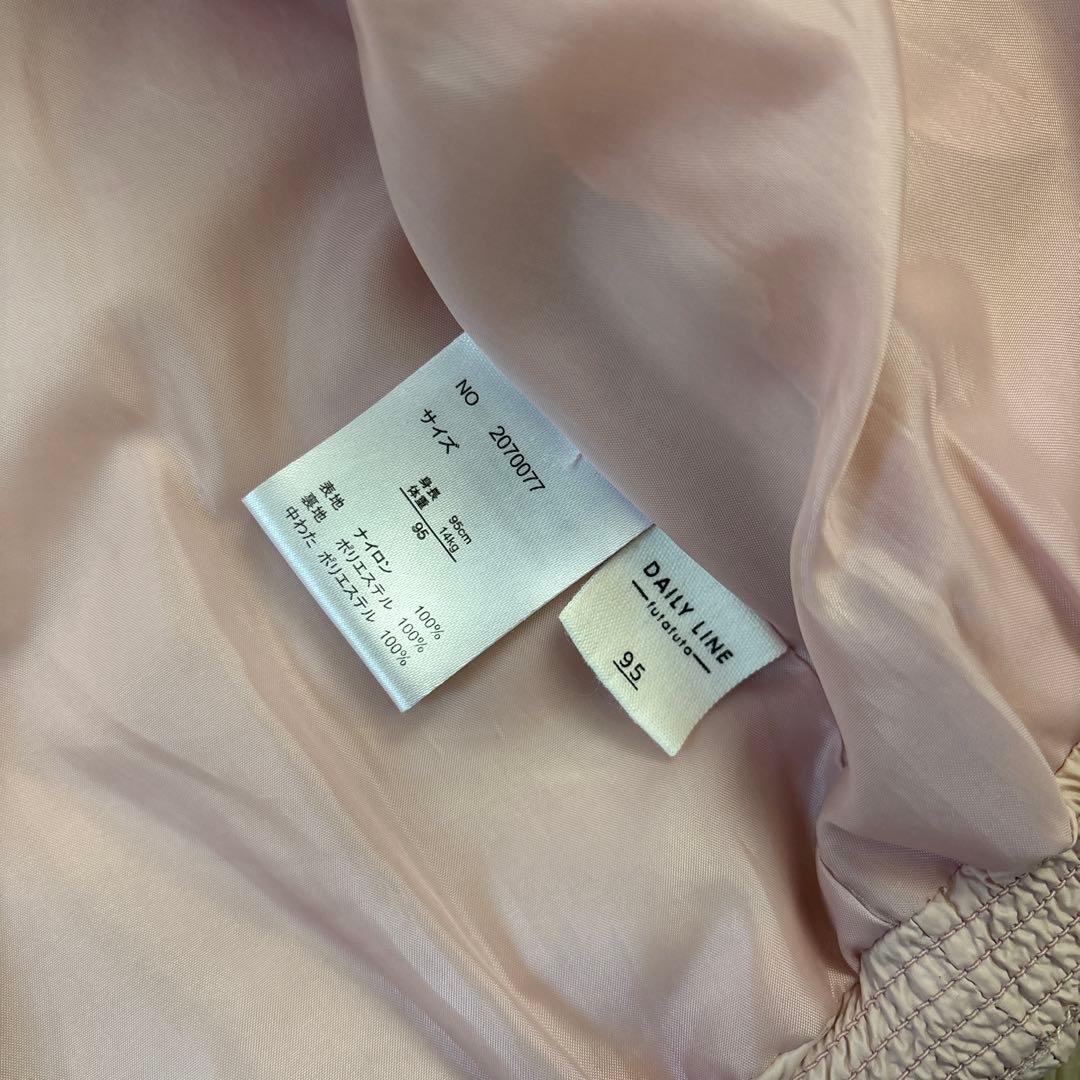 NO 2070077
サイズ
身長 95cm
体重 14kg
95
表地 ナイロン 100%
裏地 ポリエステル 100%
中わた ポリエステル 100%
DAILY LINE
futafuta
95